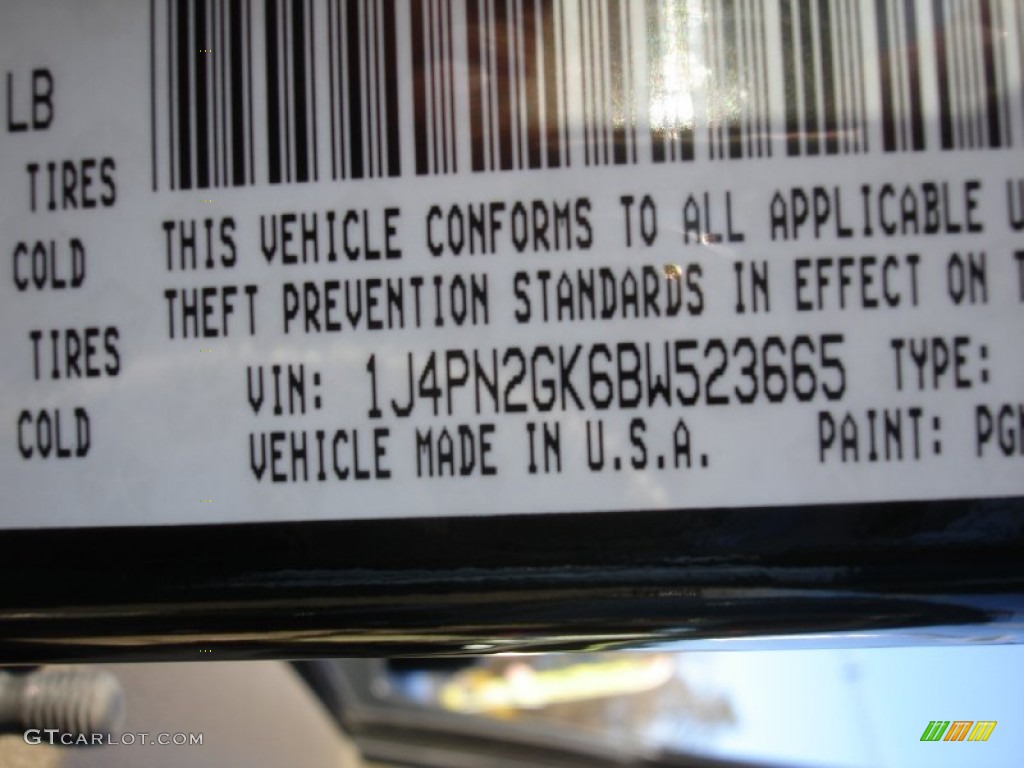 LB
TIRES
COLD
TIRES
COLD
THIS VEHICLE CONFORMS TO ALL APPLICABLE U
THEFT PREVENTION STANDARDS IN EFFECT ON T
VIN: 1J4PN2GK6BW523665 TYPE:
VEHICLE MADE IN U.S.A. PAINT: PG
GTCARLOT.COM